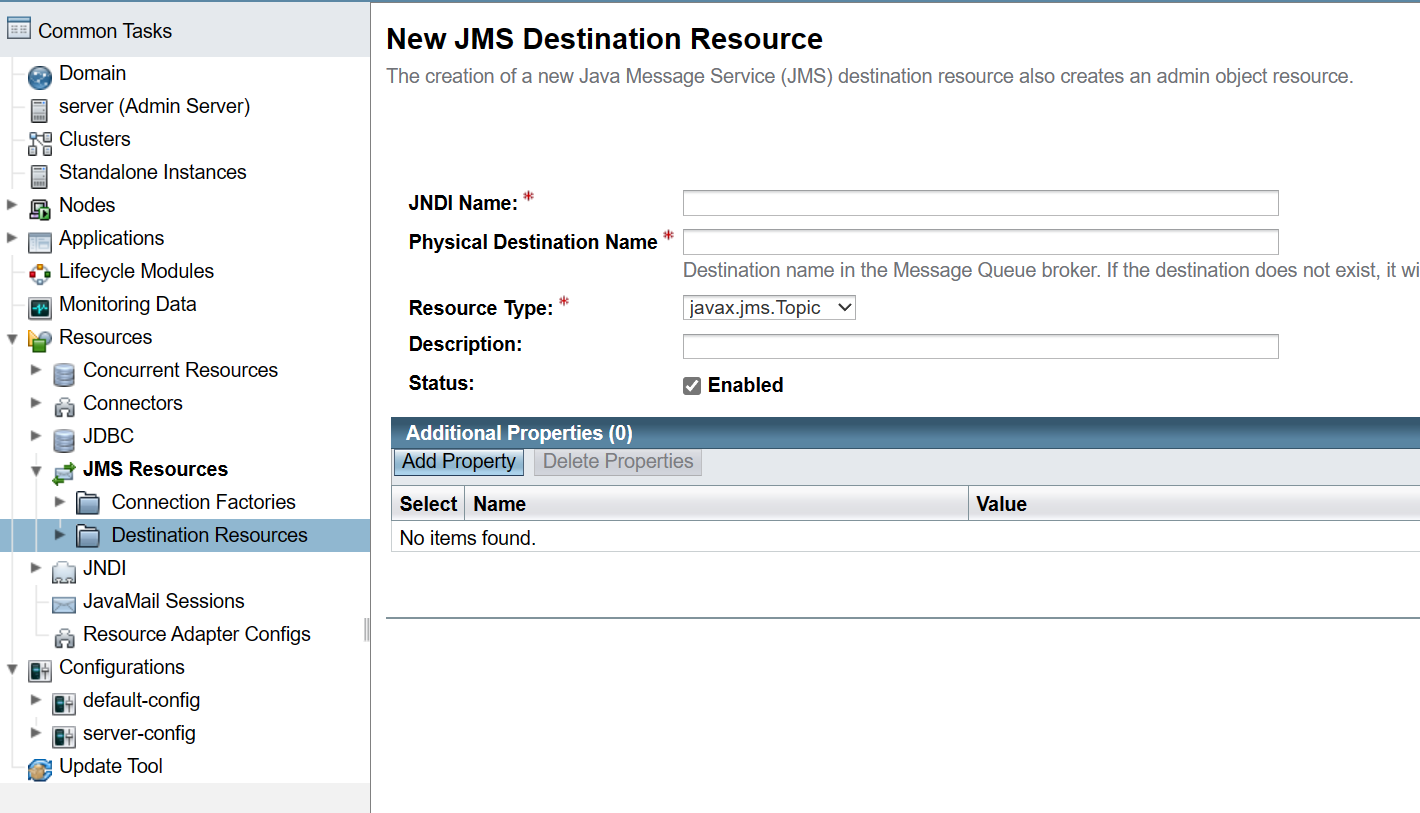 Common Tasks
Domain
server (Admin Server)
Clusters
Standalone Instances
Nodes
Applications
Lifecycle Modules
Monitoring Data
Resources
Concurrent Resources
Connectors
JDBC
JMS Resources
Connection Factories
Destination Resources
JNDI
JavaMail Sessions
Resource Adapter Configs
Configurations
default-config
server-config
Update Tool
New JMS Destination Resource
The creation of a new Java Message Service (JMS) destination resource also creates an admin object resource.
JNDI Name: *
Physical Destination Name *
Destination name in the Message Queue broker. If the destination does not exist, it wi
Resource Type: * javax.jms.Topic
Description:
Status: Enabled
Additional Properties (0)
Add Property Delete Properties
Select Name Value
No items found.